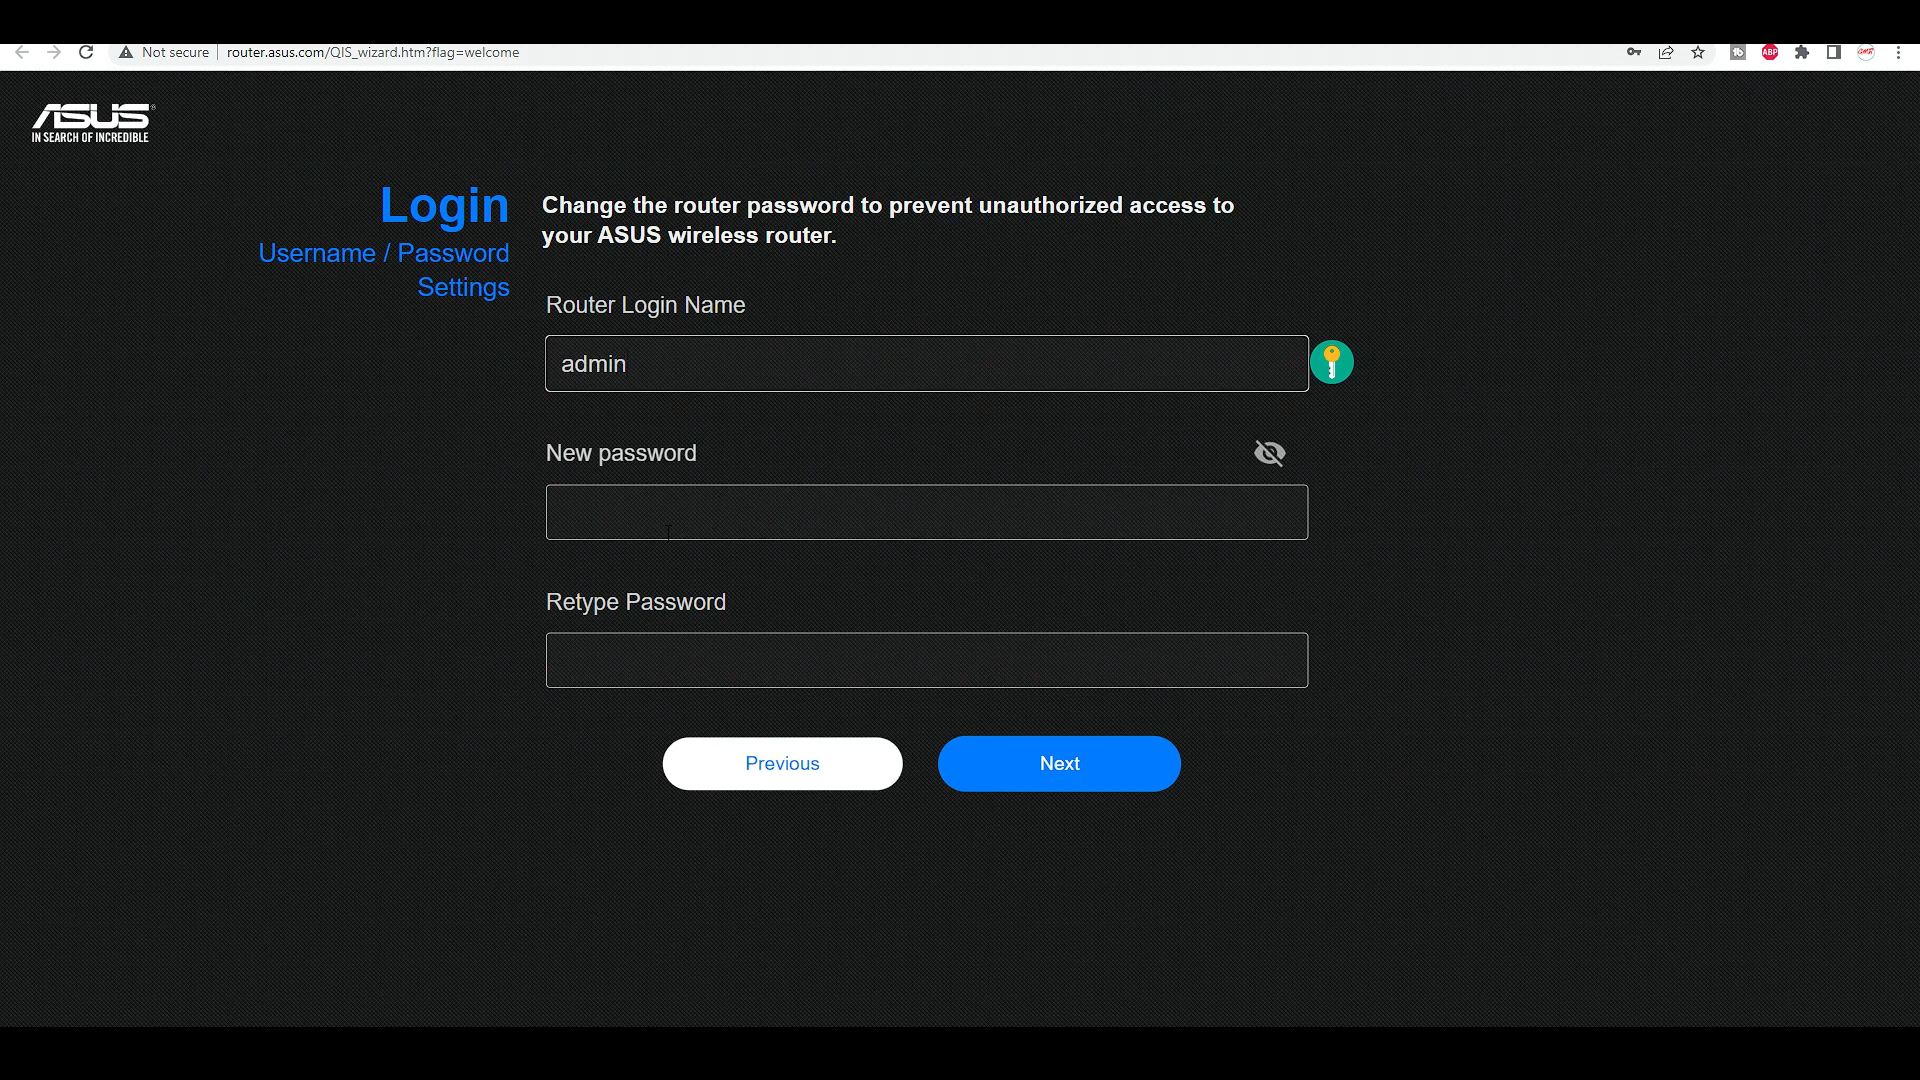 Not secure
router.asus.com/QIS_wizard.htm?flag=welcome
ABP
ASUS
IN SEARCH OF INCREDIBLE
Login
Username / Password
Settings
Change the router password to prevent unauthorized access to
your ASUS wireless router.
Router Login Name
admin
New password
Retype Password
Previous
Next